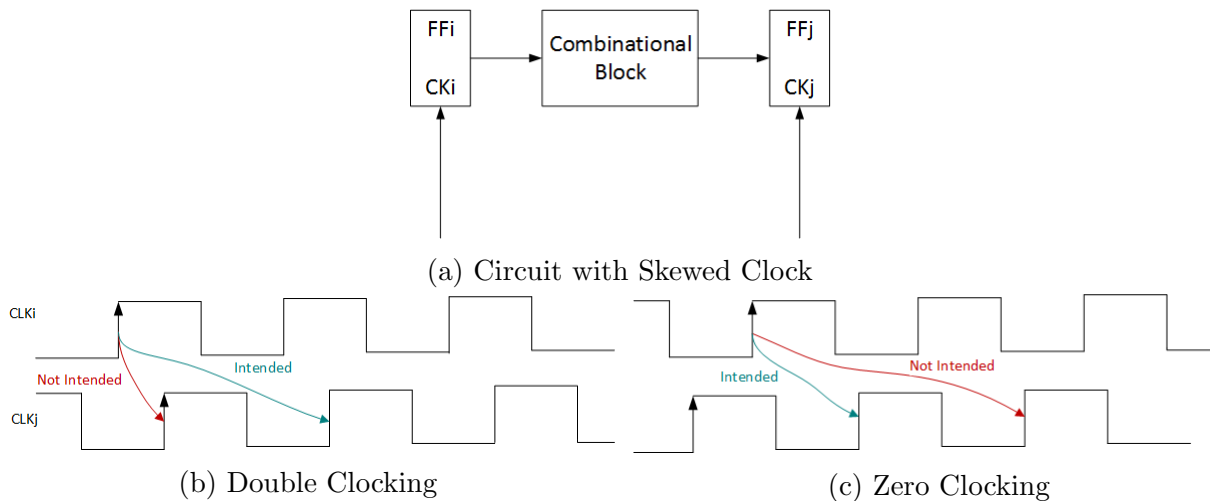 FFi
CKi
Combinational
Block
FFj
CKj
(a) Circuit with Skewed Clock
CLKi
Not Intended
Intended
CLKj
(b) Double Clocking
Intended
Not Intended
(c) Zero Clocking